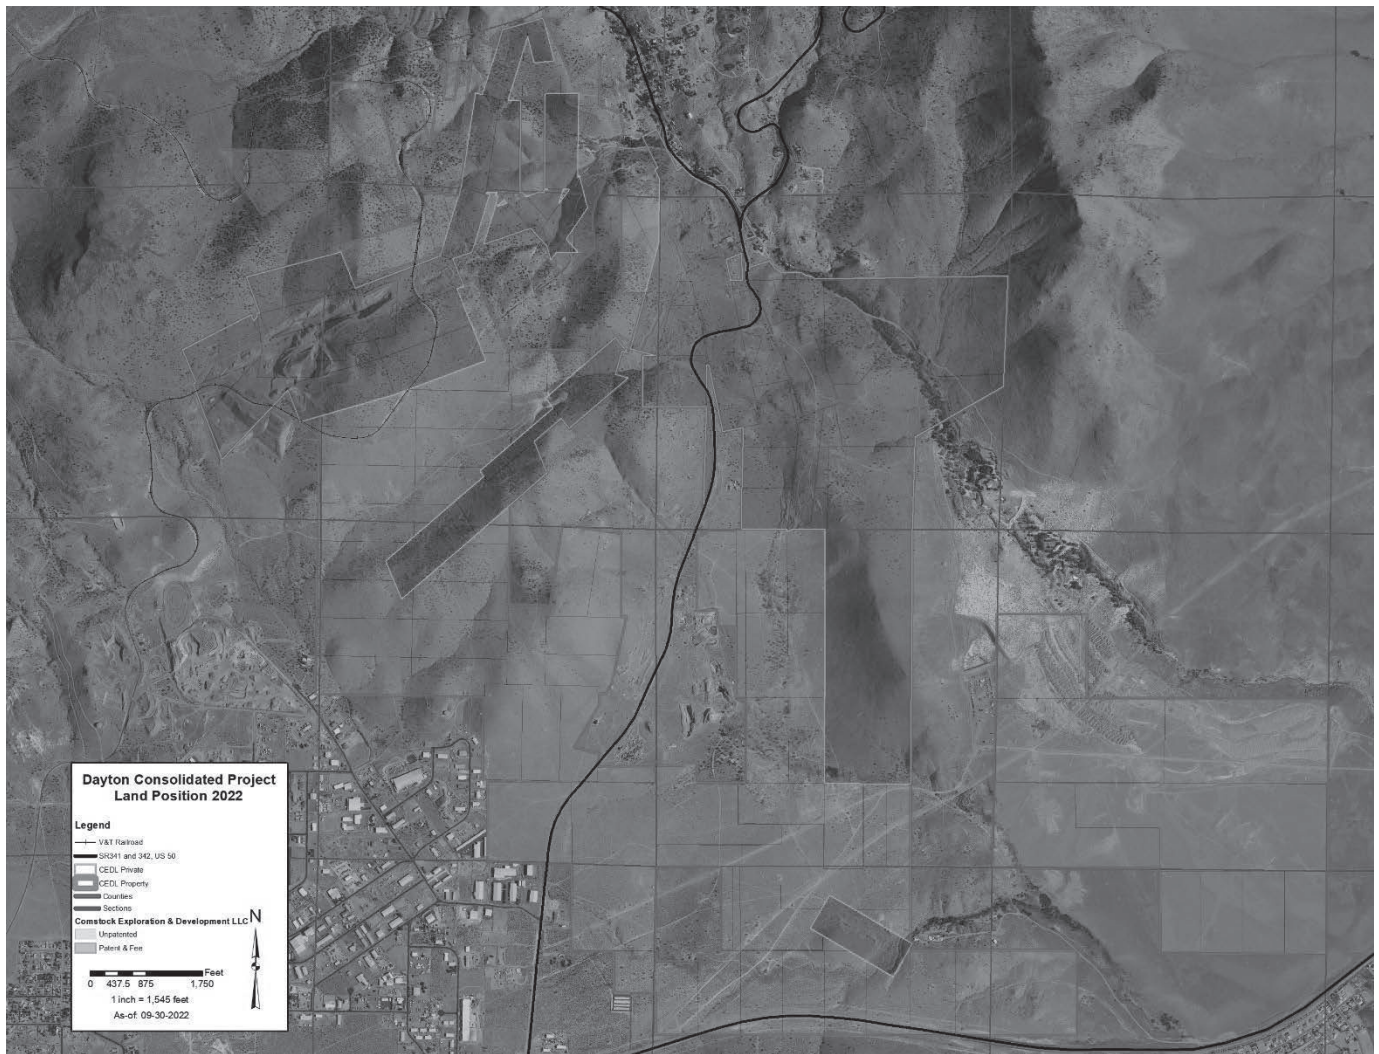 Dayton Consolidated Project
Land Position 2022
Legend
V&T Railroad
SR341 and 342, US 50
CEDL Private
CEDL Property
Counties
Sections
Comstock Exploration & Development LLC
N
Unpatented
Patent & Fee
Feet
0 437.5 875 1,750
1 inch = 1,545 feet
As-of: 09-30-2022